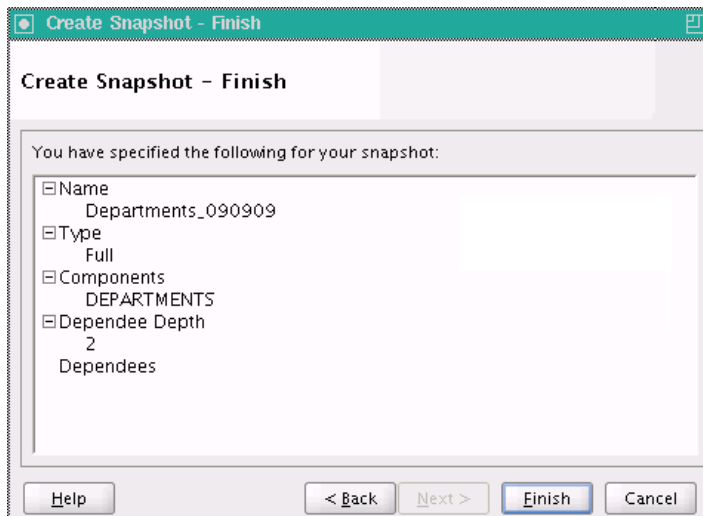 Create Snapshot - Finish
Create Snapshot - Finish
You have specified the following for your snapshot:
Name
Departments_090909
Type
Full
Components
DEPARTMENTS
Dependee Depth
2
Dependees
Help
< Back
Next >
Finish
Cancel